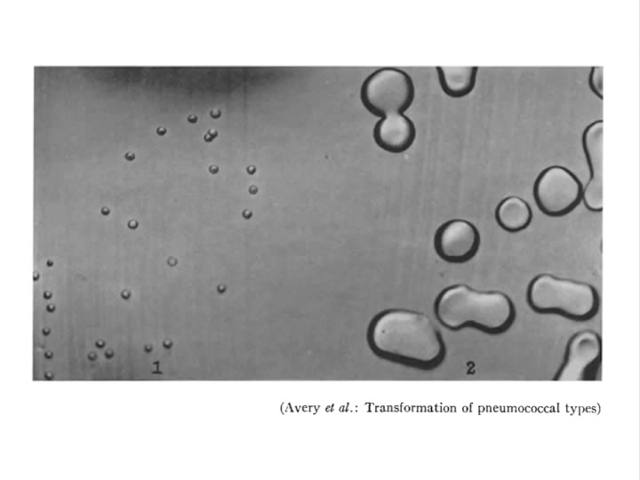 1 2
(Avery et al.: Transformation of pneumococcal types)